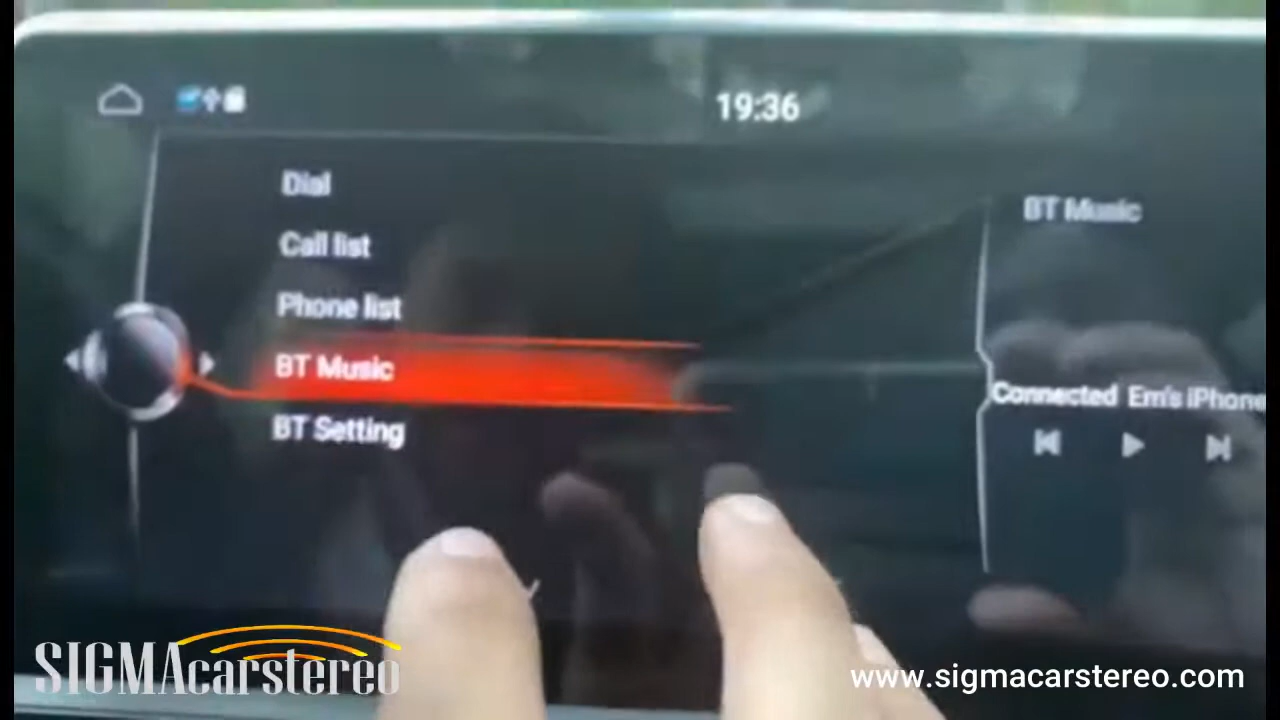 19:36
Dial
Call list
Phone list
BT Music
BT Setting
BT Music
Connected Em's iPhone
SIGMAcarstereo
www.sigmacarstereo.com